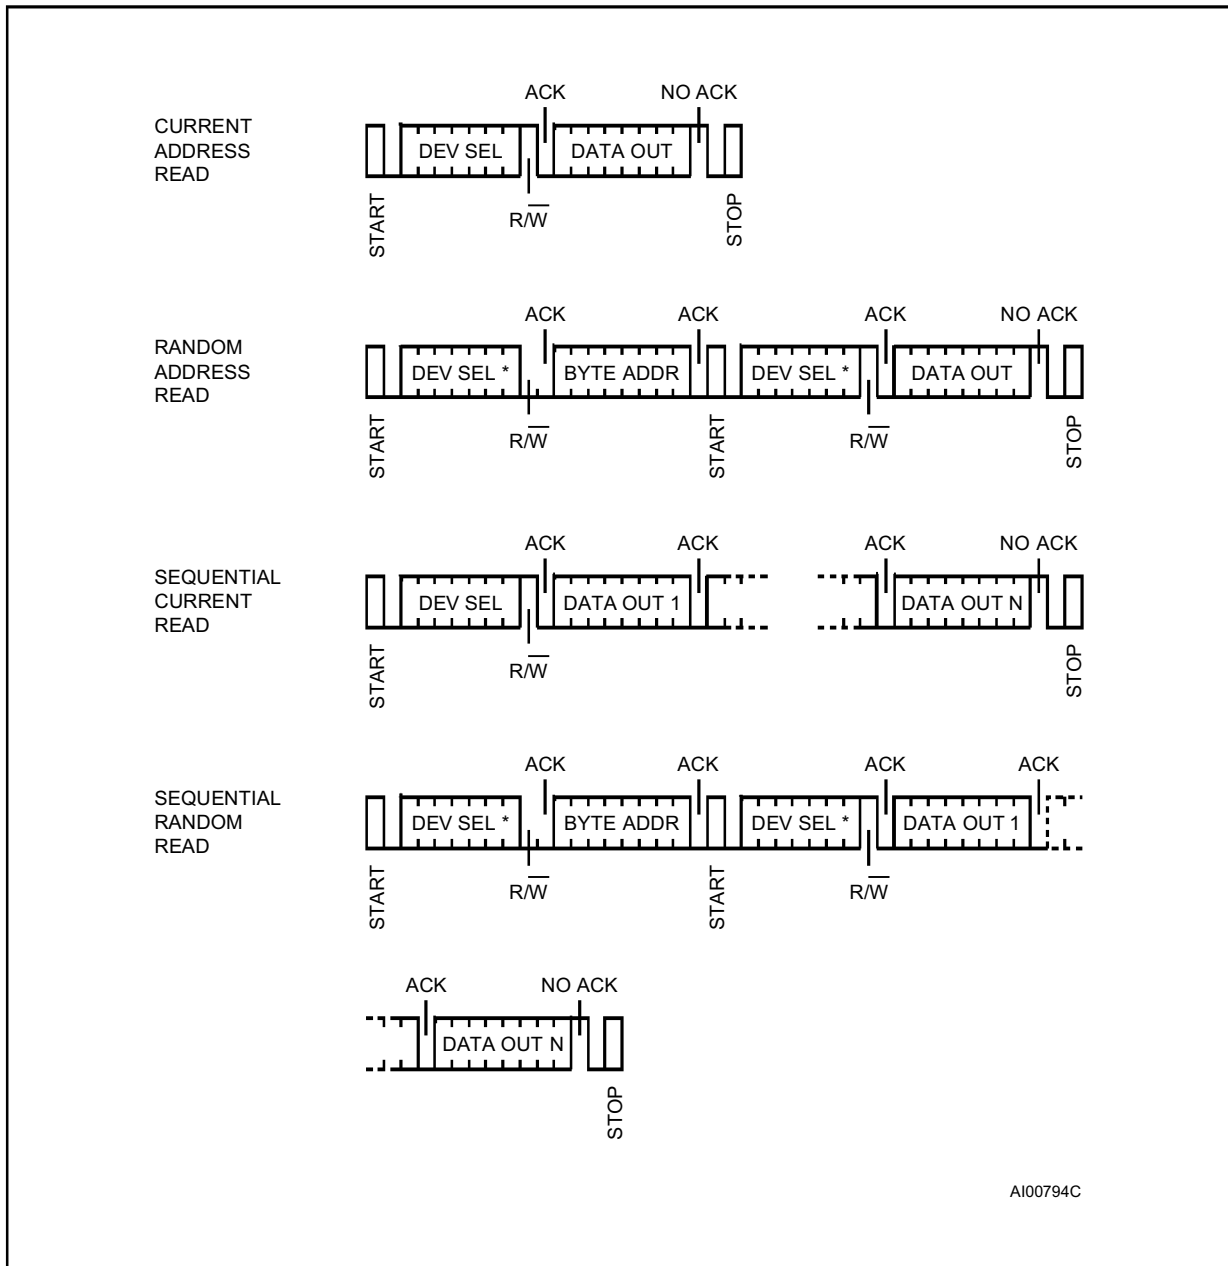 ACK NO ACK
CURRENT
ADDRESS
READ
DEV SEL DATA OUT
START R/W̅ STOP
ACK ACK ACK NO ACK
RANDOM
ADDRESS
READ
DEV SEL * BYTE ADDR DEV SEL * DATA OUT
START R/W̅ START R/W̅ STOP
ACK ACK ACK NO ACK
SEQUENTIAL
CURRENT
READ
DEV SEL DATA OUT 1 DATA OUT N
START R/W̅ STOP
ACK ACK ACK ACK
SEQUENTIAL
RANDOM
READ
DEV SEL * BYTE ADDR DEV SEL * DATA OUT 1
START R/W̅ START R/W̅
ACK NO ACK
DATA OUT N
STOP
AI00794C